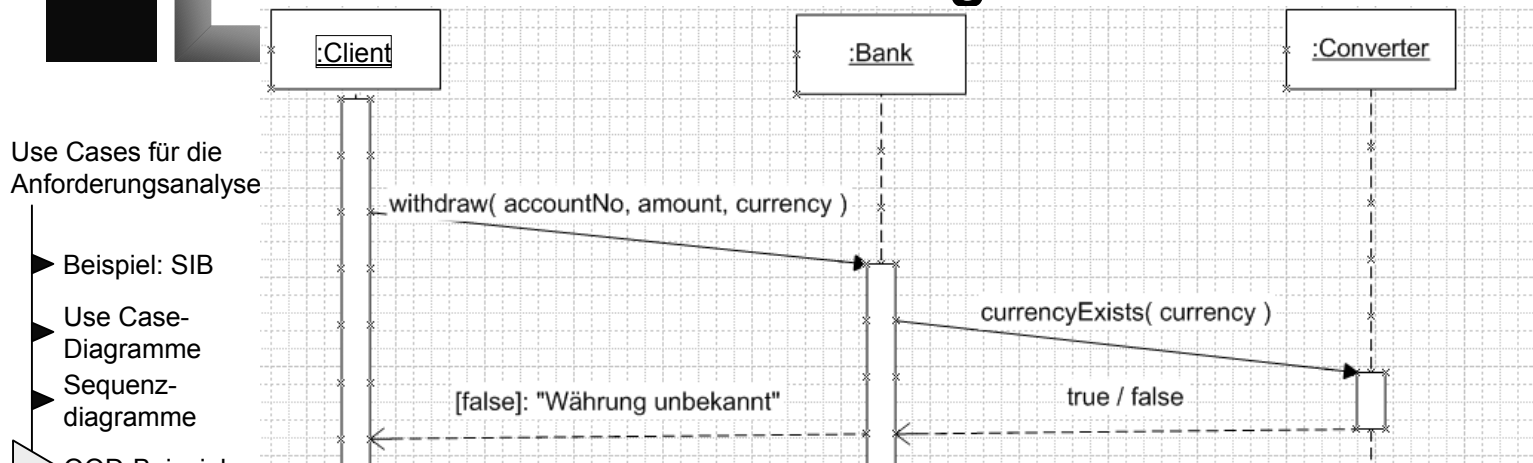 :Client
:Bank
:Converter
Use Cases für die
Anforderungsanalyse
Beispiel: SIB
Use Case-
Diagramme
Sequenz-
diagramme
withdraw( accountNo, amount, currency )
currencyExists( currency )
[false]: "Währung unbekannt"
true / false